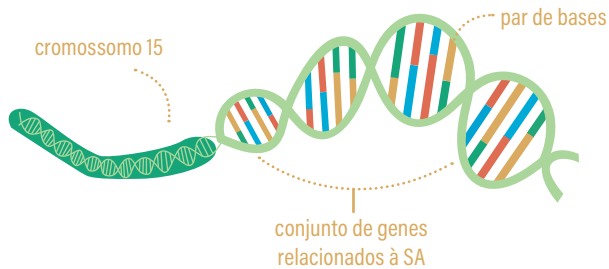 par de bases
cromossomo 15
conjunto de genes
relacionados à SA